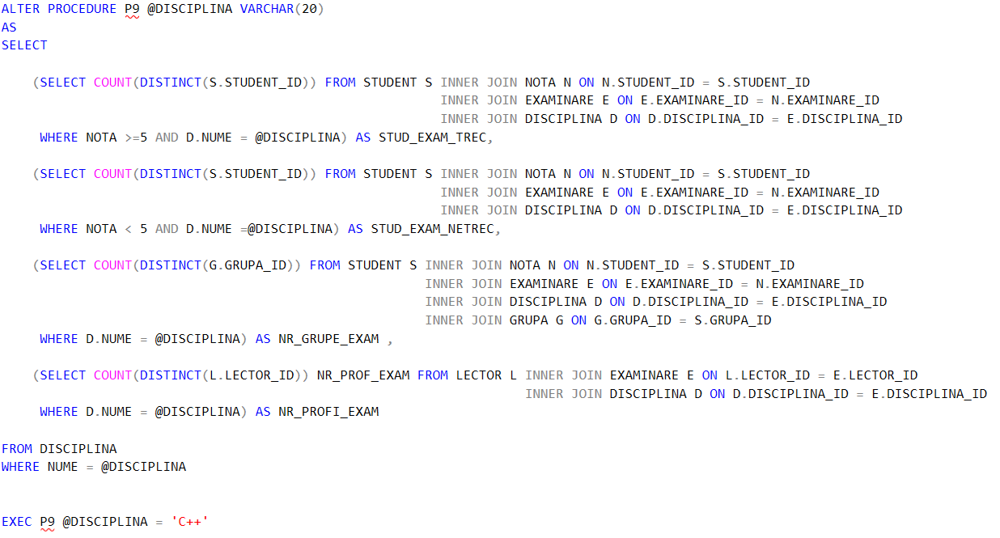 ALTER PROCEDURE P9 @DISCIPLINA VARCHAR(20)
AS
SELECT
(SELECT COUNT(DISTINCT(S.STUDENT_ID)) FROM STUDENT S INNER JOIN NOTA N ON N.STUDENT_ID = S.STUDENT_ID
INNER JOIN EXAMINARE E ON E.EXAMINARE_ID = N.EXAMINARE_ID
INNER JOIN DISCIPLINA D ON D.DISCIPLINA_ID = E.DISCIPLINA_ID
WHERE NOTA >=5 AND D.NUME = @DISCIPLINA) AS STUD_EXAM_TREC,
(SELECT COUNT(DISTINCT(S.STUDENT_ID)) FROM STUDENT S INNER JOIN NOTA N ON N.STUDENT_ID = S.STUDENT_ID
INNER JOIN EXAMINARE E ON E.EXAMINARE_ID = N.EXAMINARE_ID
INNER JOIN DISCIPLINA D ON D.DISCIPLINA_ID = E.DISCIPLINA_ID
WHERE NOTA < 5 AND D.NUME =@DISCIPLINA) AS STUD_EXAM_NETREC,
(SELECT COUNT(DISTINCT(G.GRUPA_ID)) FROM STUDENT S INNER JOIN NOTA N ON N.STUDENT_ID = S.STUDENT_ID
INNER JOIN EXAMINARE E ON E.EXAMINARE_ID = N.EXAMINARE_ID
INNER JOIN DISCIPLINA D ON D.DISCIPLINA_ID = E.DISCIPLINA_ID
INNER JOIN GRUPA G ON G.GRUPA_ID = S.GRUPA_ID
WHERE D.NUME = @DISCIPLINA) AS NR_GRUPE_EXAM ,
(SELECT COUNT(DISTINCT(L.LECTOR_ID)) NR_PROF_EXAM FROM LECTOR L INNER JOIN EXAMINARE E ON L.LECTOR_ID = E.LECTOR_ID
INNER JOIN DISCIPLINA D ON D.DISCIPLINA_ID = E.DISCIPLINA_ID
WHERE D.NUME = @DISCIPLINA) AS NR_PROFI_EXAM
FROM DISCIPLINA
WHERE NUME = @DISCIPLINA
EXEC P9 @DISCIPLINA = 'C++'